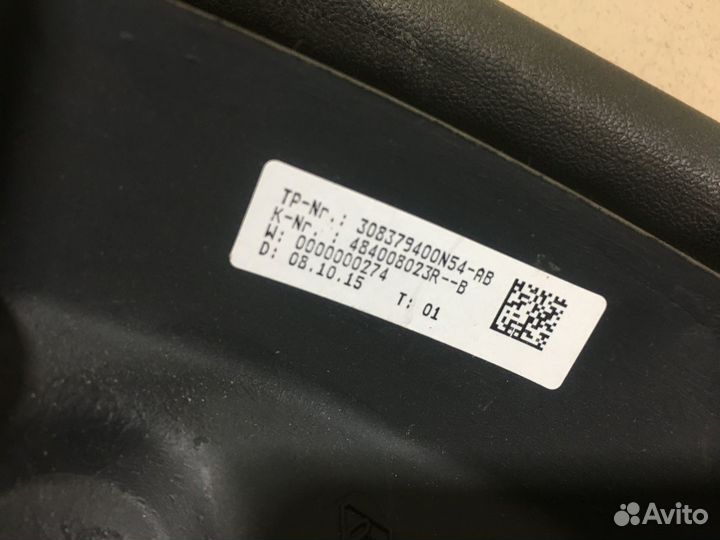 TP-Nr.: 308379400N54-AB
K-Nr.: 484008023R--B
W: 0000000274
D: 08.10.15 T: 01
Avito